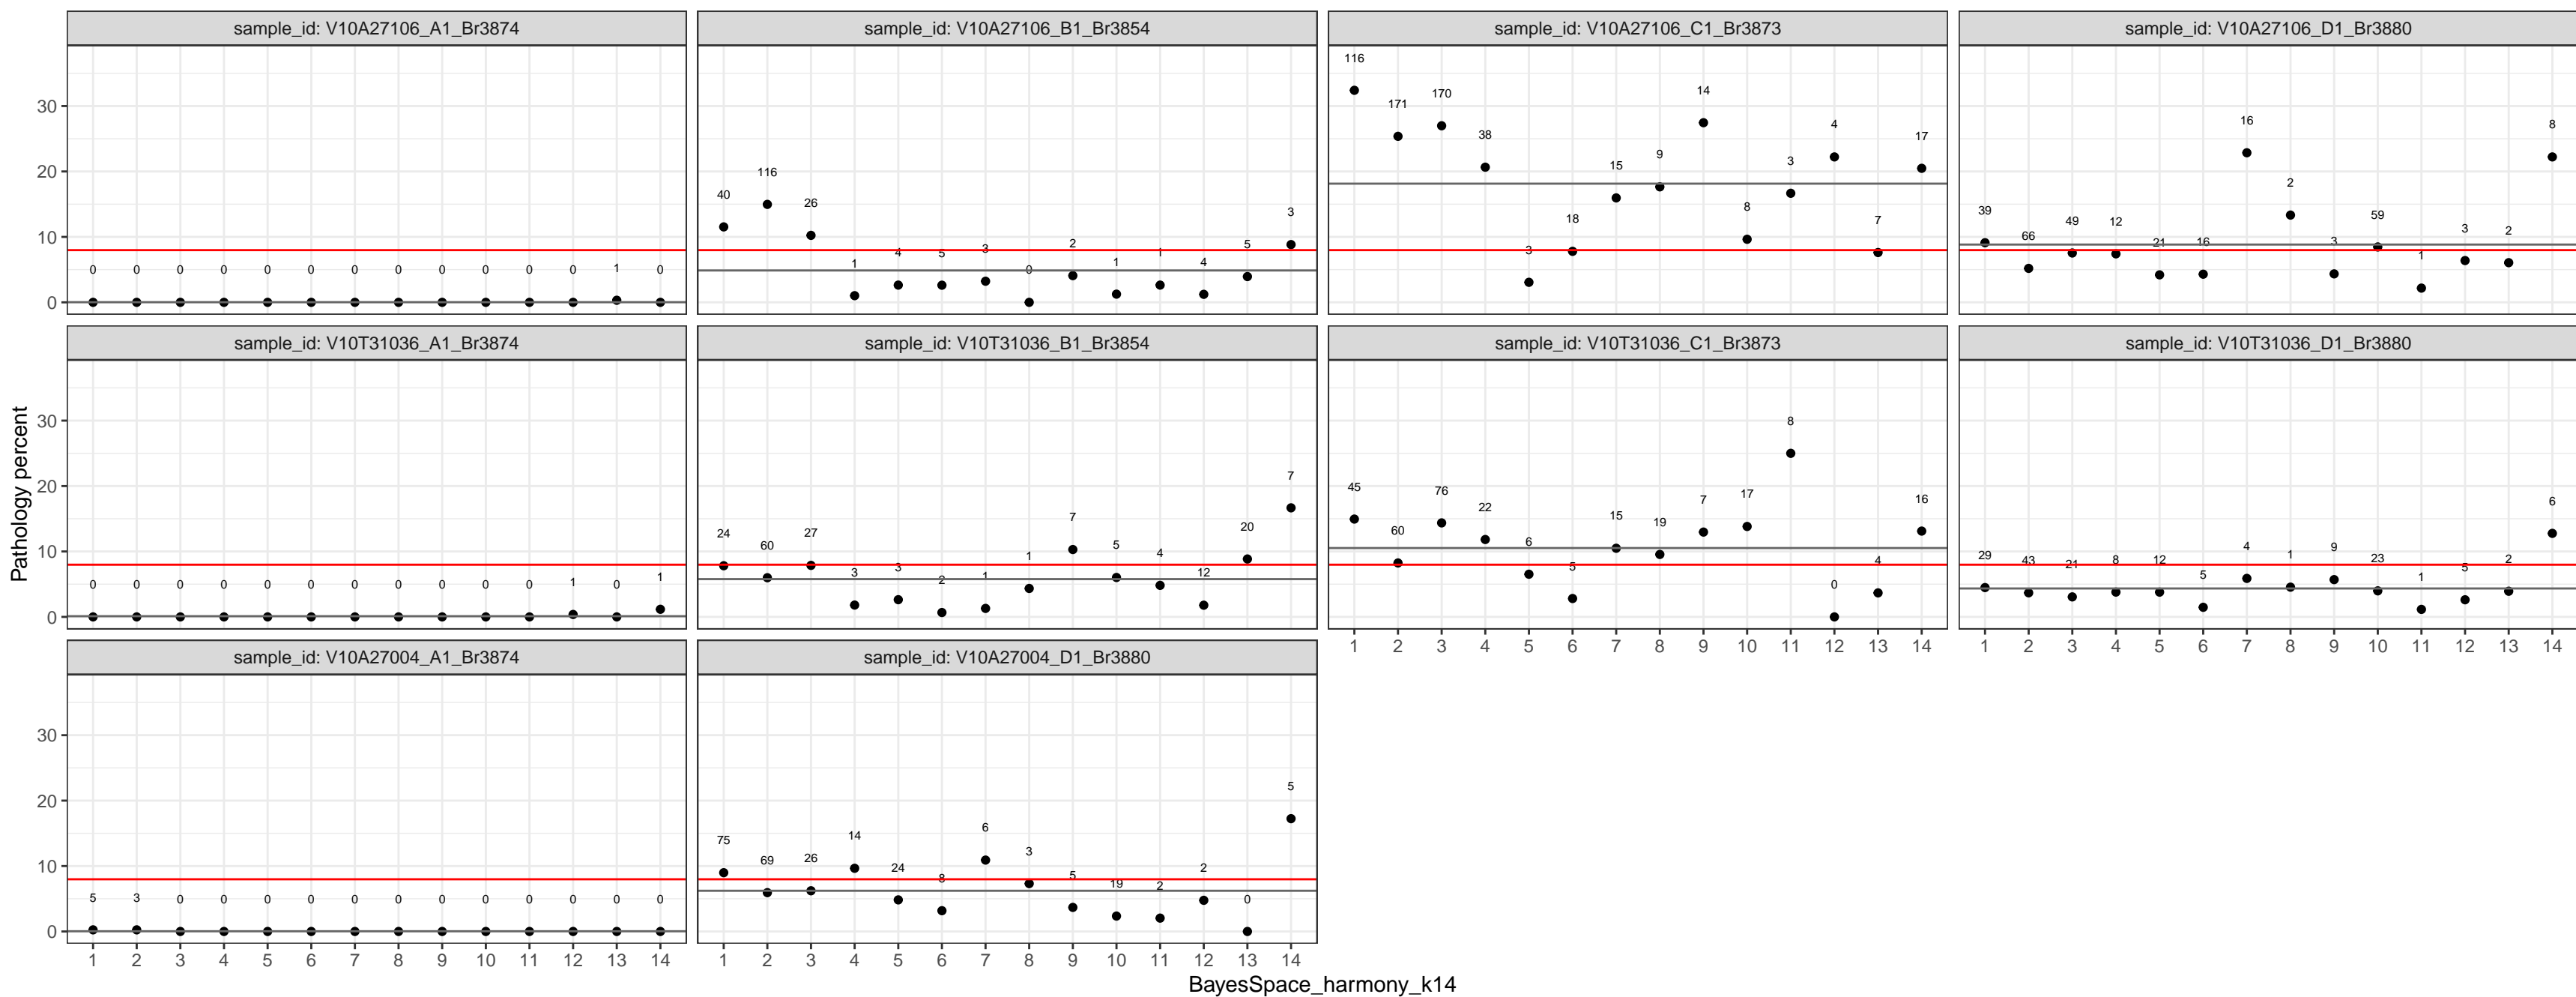 sample_id: V10A27106_A1_Br3874 sample_id: V10A27106_B1_Br3854 sample_id: V10A27106_C1_Br3873 sample_id: V10A27106_D1_Br3880
30
20
10
0
0 0 0 0 0 0 0 0 0 0 0 0 1 0
40 116 26 1 4 5 3 0 2 1 1 4 5 3
116 171 170 38 3 18 15 9 14 8 3 4 7 17
39 66 49 12 21 16 16 2 3 59 1 3 2 8
sample_id: V10T31036_A1_Br3874 sample_id: V10T31036_B1_Br3854 sample_id: V10T31036_C1_Br3873 sample_id: V10T31036_D1_Br3880
Pathology percent
30
20
10
0
0 0 0 0 0 0 0 0 0 0 0 1 0 1
24 60 27 3 3 2 1 1 7 5 4 12 20 7
45 60 76 22 6 5 15 19 7 17 8 0 4 16
29 43 21 8 12 5 4 1 9 23 1 5 2 6
1 2 3 4 5 6 7 8 9 10 11 12 13 14
1 2 3 4 5 6 7 8 9 10 11 12 13 14
sample_id: V10A27004_A1_Br3874 sample_id: V10A27004_D1_Br3880
30
20
10
0
5 3 0 0 0 0 0 0 0 0 0 0 0 0
75 69 26 14 24 8 6 3 5 19 2 2 0 5
1 2 3 4 5 6 7 8 9 10 11 12 13 14
1 2 3 4 5 6 7 8 9 10 11 12 13 14
BayesSpace_harmony_k14